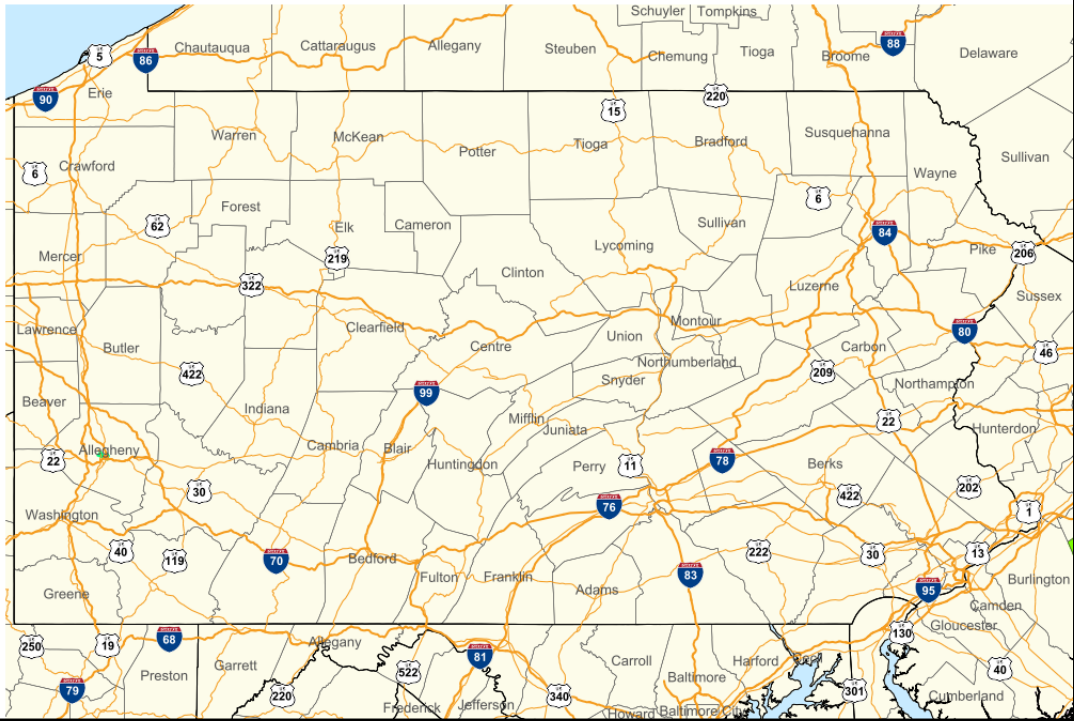 Schuyler Tompkins
5
Chautauqua
Cattaraugus
Allegany
Steuben
Chemung
Tioga
Broome
88
Delaware
86
90
Erie
15
220
Warren
McKean
Potter
Tioga
Bradford
Susquehanna
Sullivan
6
Crawford
Wayne
6
62
Forest
Elk
Cameron
Sullivan
84
Mercer
219
Lycoming
Pike
206
322
Clinton
Luzerne
Sussex
Lawrence
Butler
Clearfield
Centre
Union
Montour
80
Carbon
46
422
99
Northumberland
Snyder
209
Northampton
Beaver
Indiana
Mifflin
Juniata
22
Hunterdon
22
Allegheny
Cambria
Blair
Huntingdon
Perry
11
78
Berks
30
422
202
Washington
76
1
40
119
70
Bedford
Fulton
Franklin
Adams
83
222
30
13
95
Burlington
Greene
Camden
Gloucester
250
19
68
Allegany
130
79
Preston
Garrett
220
522
81
Carroll
Baltimore
Harford
Cecil
301
40
Frederick
Jefferson
340
Howard
Baltimore City
Cumberland